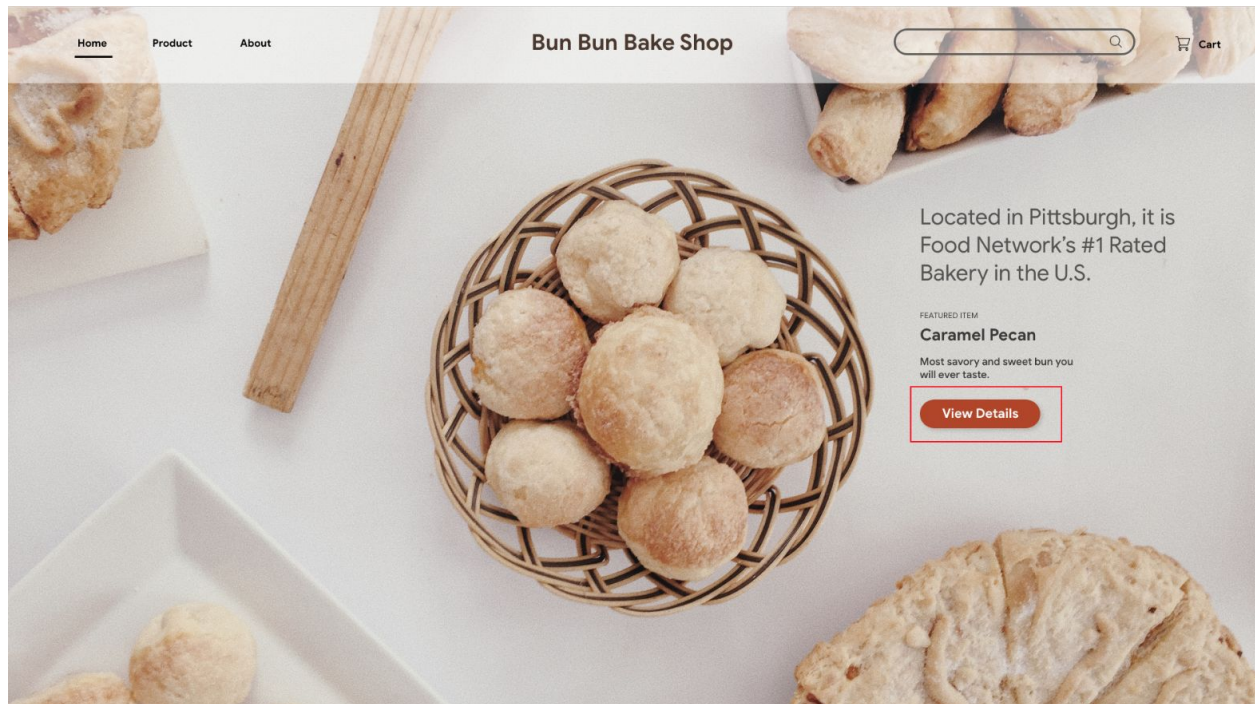 Home Product About Bun Bun Bake Shop Cart
Located in Pittsburgh, it is
Food Network's #1 Rated
Bakery in the U.S.
FEATURED ITEM
Caramel Pecan
Most savory and sweet bun you
will ever taste.
View Details